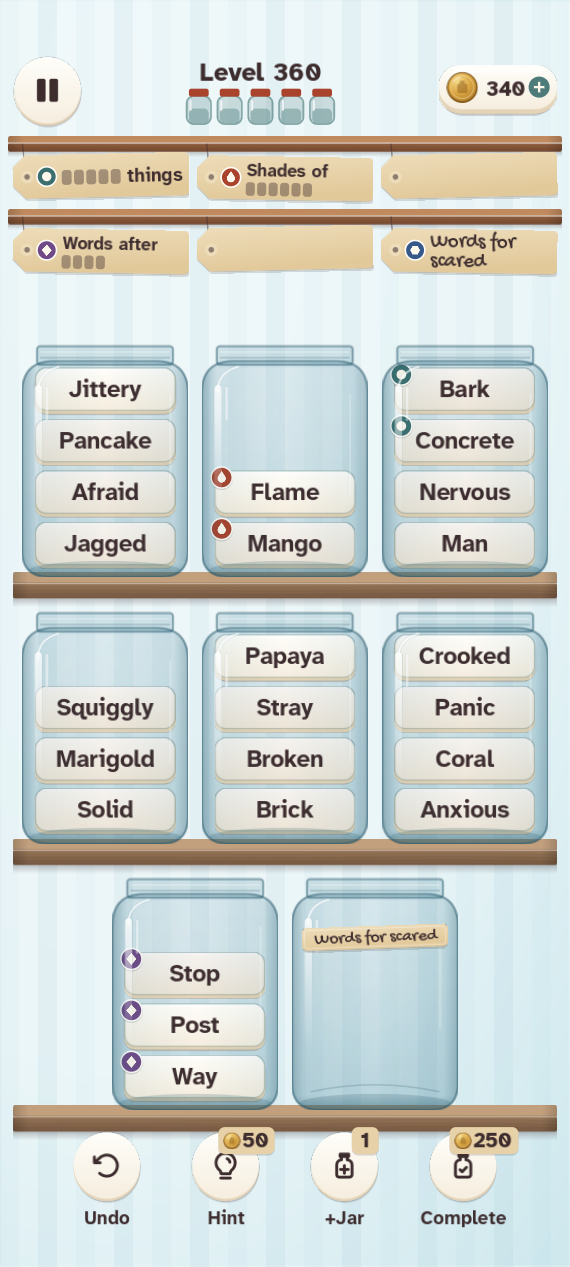 Level 360
340
things
Shades of
Words after
Words for
scared
Jittery
Pancake
Afraid
Jagged
Flame
Mango
Bark
Concrete
Nervous
Man
Squiggly
Marigold
Solid
Papaya
Stray
Broken
Brick
Crooked
Panic
Coral
Anxious
Stop
Post
Way
Words for scared
50
1
250
Undo
Hint
+Jar
Complete